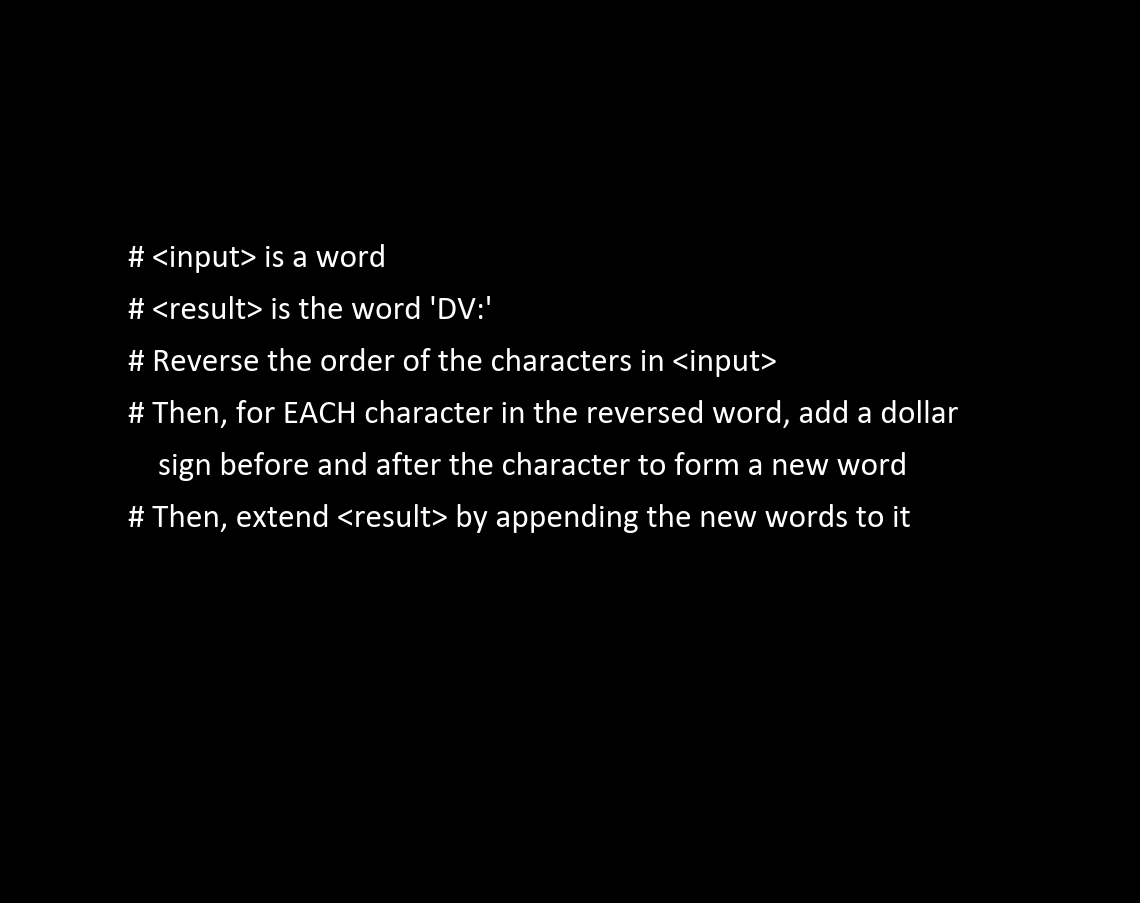 # <input> is a word
# <result> is the word 'DV:'
# Reverse the order of the characters in <input>
# Then, for EACH character in the reversed word, add a dollar
sign before and after the character to form a new word
# Then, extend <result> by appending the new words to it